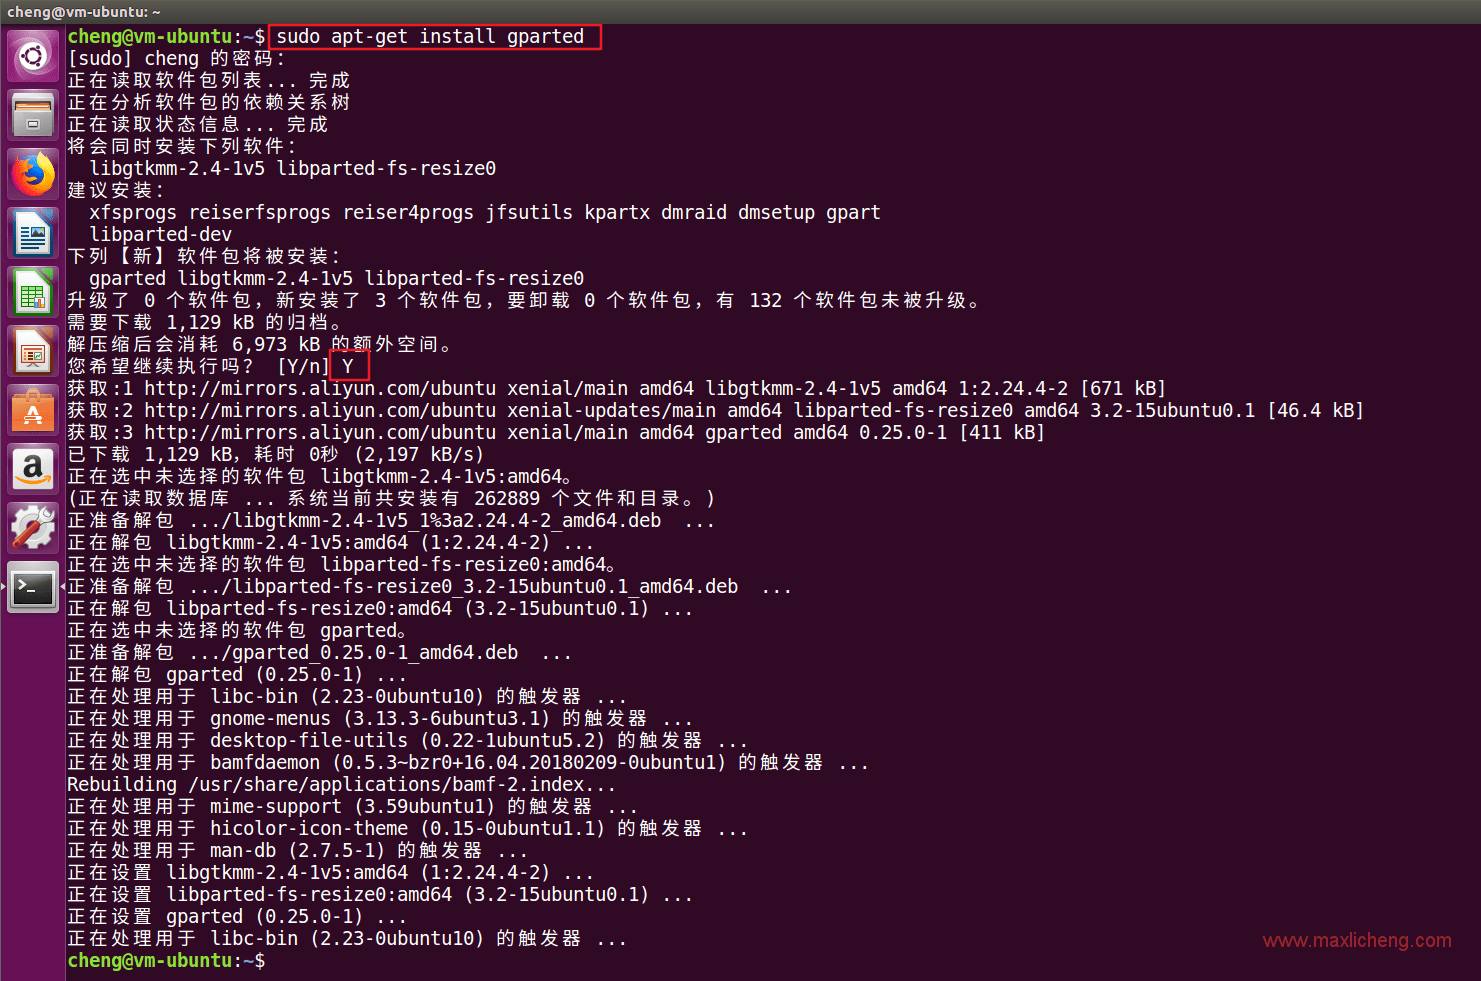 cheng@vm-ubuntu: ~
cheng@vm-ubuntu:~$ sudo apt-get install gparted
[sudo] cheng 的密码：
正在读取软件包列表... 完成
正在分析软件包的依赖关系树
正在读取状态信息... 完成
将会同时安装下列软件：
  libgtkmm-2.4-1v5 libparted-fs-resize0
建议安装：
  xfsprogs reiserfsprogs reiser4progs jfsutils kpartx dmraid dmsetup gpart
  libparted-dev
下列【新】软件包将被安装：
  gparted libgtkmm-2.4-1v5 libparted-fs-resize0
升级了 0 个软件包，新安装了 3 个软件包，要卸载 0 个软件包，有 132 个软件包未被升级。
需要下载 1,129 kB 的归档。
解压缩后会消耗 6,973 kB 的额外空间。
您希望继续执行吗？ [Y/n] Y
获取:1 http://mirrors.aliyun.com/ubuntu xenial/main amd64 libgtkmm-2.4-1v5 amd64 1:2.24.4-2 [671 kB]
获取:2 http://mirrors.aliyun.com/ubuntu xenial-updates/main amd64 libparted-fs-resize0 amd64 3.2-15ubuntu0.1 [46.4 kB]
获取:3 http://mirrors.aliyun.com/ubuntu xenial/main amd64 gparted amd64 0.25.0-1 [411 kB]
已下载 1,129 kB，耗时 0秒 (2,197 kB/s)
正在选中未选择的软件包 libgtkmm-2.4-1v5:amd64。
(正在读取数据库 ... 系统当前共安装有 262889 个文件和目录。)
正准备解包 .../libgtkmm-2.4-1v5_1%3a2.24.4-2_amd64.deb  ...
正在解包 libgtkmm-2.4-1v5:amd64 (1:2.24.4-2) ...
正在选中未选择的软件包 libparted-fs-resize0:amd64。
正准备解包 .../libparted-fs-resize0_3.2-15ubuntu0.1_amd64.deb  ...
正在解包 libparted-fs-resize0:amd64 (3.2-15ubuntu0.1) ...
正在选中未选择的软件包 gparted。
正准备解包 .../gparted_0.25.0-1_amd64.deb  ...
正在解包 gparted (0.25.0-1) ...
正在处理用于 libc-bin (2.23-0ubuntu10) 的触发器 ...
正在处理用于 gnome-menus (3.13.3-6ubuntu3.1) 的触发器 ...
正在处理用于 desktop-file-utils (0.22-1ubuntu5.2) 的触发器 ...
正在处理用于 bamfdaemon (0.5.3~bzr0+16.04.20180209-0ubuntu1) 的触发器 ...
Rebuilding /usr/share/applications/bamf-2.index...
正在处理用于 mime-support (3.59ubuntu1) 的触发器 ...
正在处理用于 hicolor-icon-theme (0.15-0ubuntu1.1) 的触发器 ...
正在处理用于 man-db (2.7.5-1) 的触发器 ...
正在设置 libgtkmm-2.4-1v5:amd64 (1:2.24.4-2) ...
正在设置 libparted-fs-resize0:amd64 (3.2-15ubuntu0.1) ...
正在设置 gparted (0.25.0-1) ...
正在处理用于 libc-bin (2.23-0ubuntu10) 的触发器 ...
www.maxlicheng.com
cheng@vm-ubuntu:~$